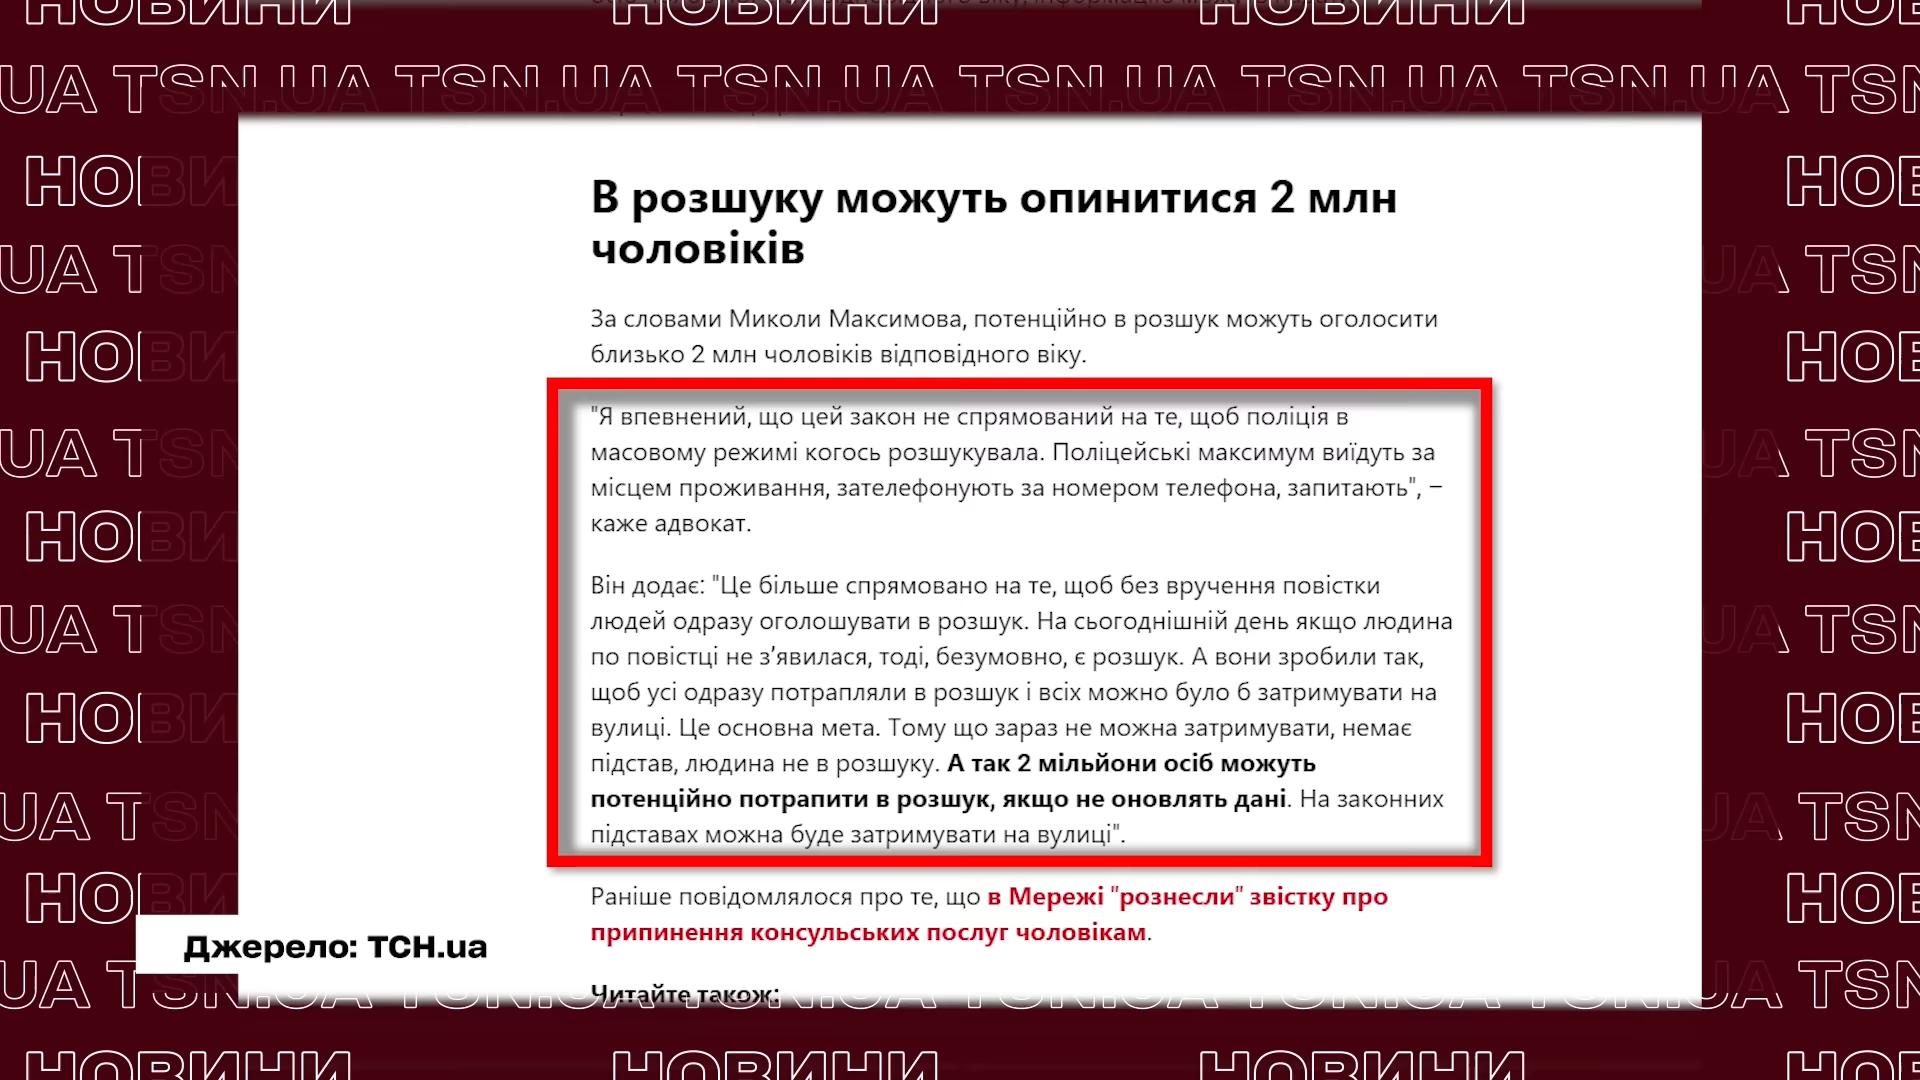 НОВИНИ НОВИНИ НОВИНИ
UA TSN.UA TSN.UA TSN.UA TSN.UA TSN.UA TSN.UA TSN
В розшуку можуть опинитися 2 млн
чоловіків
За словами Миколи Максимова, потенційно в розшук можуть оголосити
близько 2 млн чоловіків відповідного віку.
"Я впевнений, що цей закон не спрямований на те, щоб поліція в
масовому режимі когось розшукувала. Поліцейські максимум виїдуть за
місцем проживання, зателефонують за номером телефона, запитають", –
каже адвокат.
Він додає: "Це більше спрямовано на те, щоб без вручення повістки
людей одразу оголошувати в розшук. На сьогоднішній день якщо людина
по повістці не з’явилася, тоді, безумовно, є розшук. А вони зробили так,
щоб усі одразу потрапляли в розшук і всіх можно було б затримувати на
вулиці. Це основна мета. Тому що зараз не можна затримувати, немає
підстав, людина не в розшуку. А так 2 мільйони осіб можуть
потенційно потрапити в розшук, якщо не оновлять дані. На законних
підставах можна буде затримувати на вулиці".
Раніше повідомлялося про те, що в Мережі "рознесли" звістку про
припинення консульських послуг чоловікам.
Джерело: ТСН.ua
Читайте також:
НОВИНИ НОВИНИ НОВИНИ